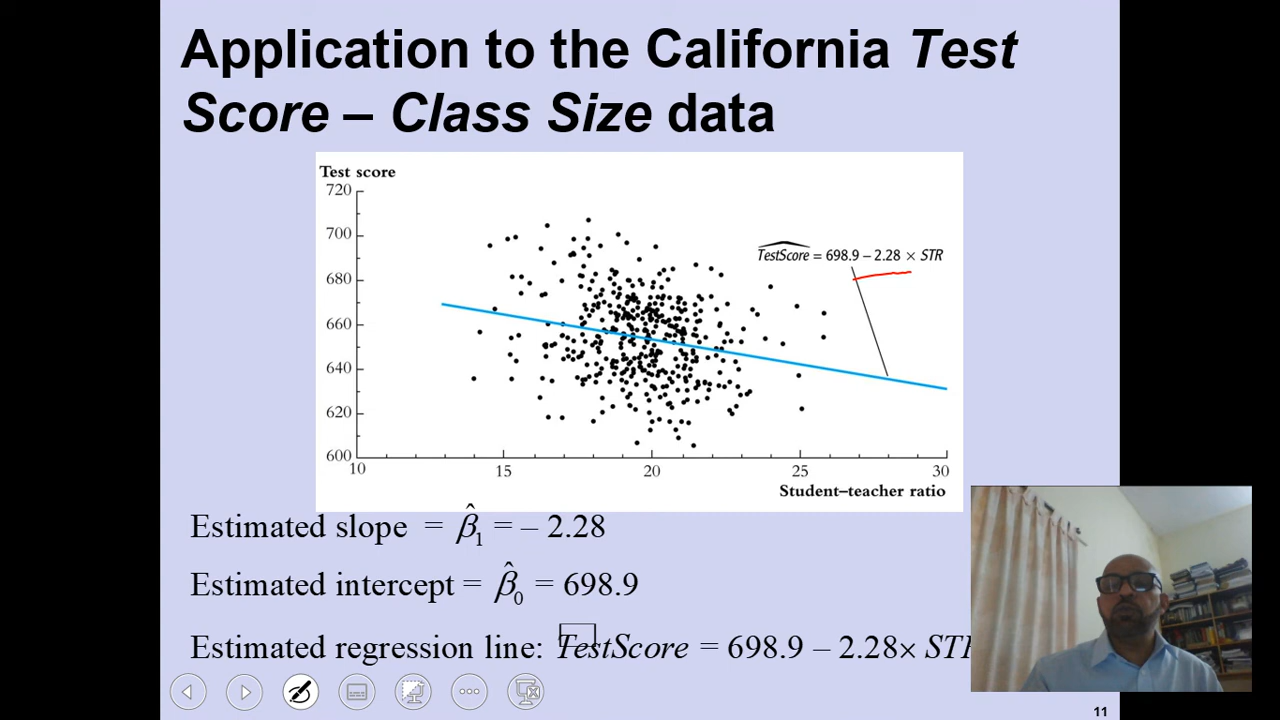 Application to the California Test
Score – Class Size data
Test score
720
700
680
660
640
620
600
10 15 20 25 30
Student–teacher ratio
TestScore = 698.9 – 2.28 × STR
Estimated slope = β̂₁ = – 2.28
Estimated intercept = β̂₀ = 698.9
Estimated regression line: TestScore = 698.9 – 2.28× STR
11